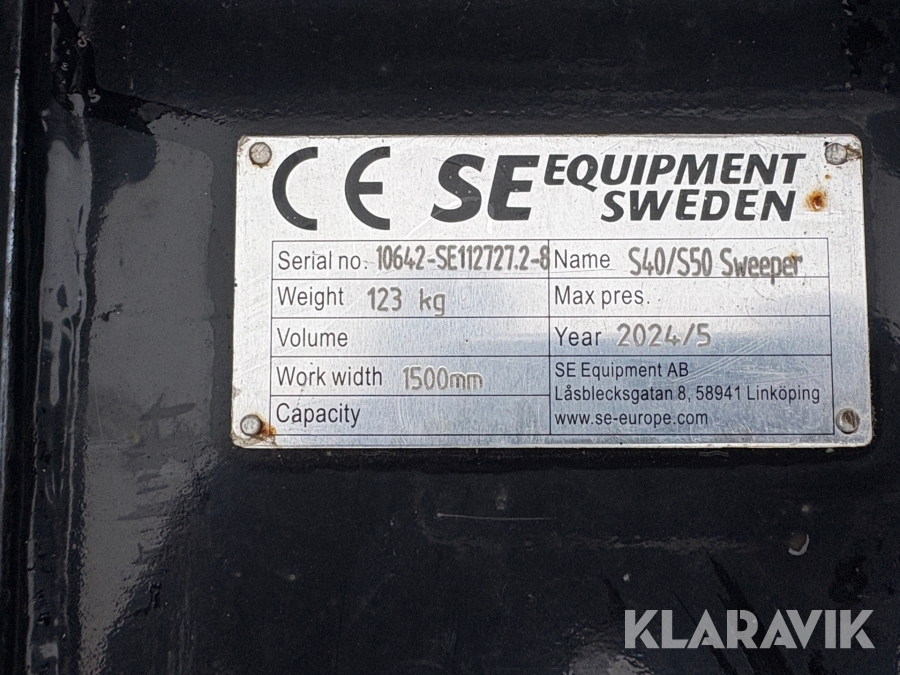 CE SE EQUIPMENT SWEDEN
Serial no. 10642-SE112727.2-8
Name S40/S50 Sweeper
Weight 123 kg
Max pres.
Volume
Year 2024/5
Work width 1500mm
SE Equipment AB
Låsblecksgatan 8, 58941 Linköping
www.se-europe.com
Capacity
KLARAVIK